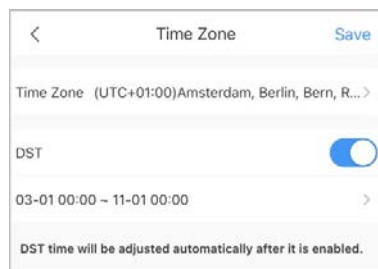 Time Zone Save
Time Zone (UTC+01:00)Amsterdam, Berlin, Bern, R...
DST
03-01 00:00 ~ 11-01 00:00
DST time will be adjusted automatically after it is enabled.